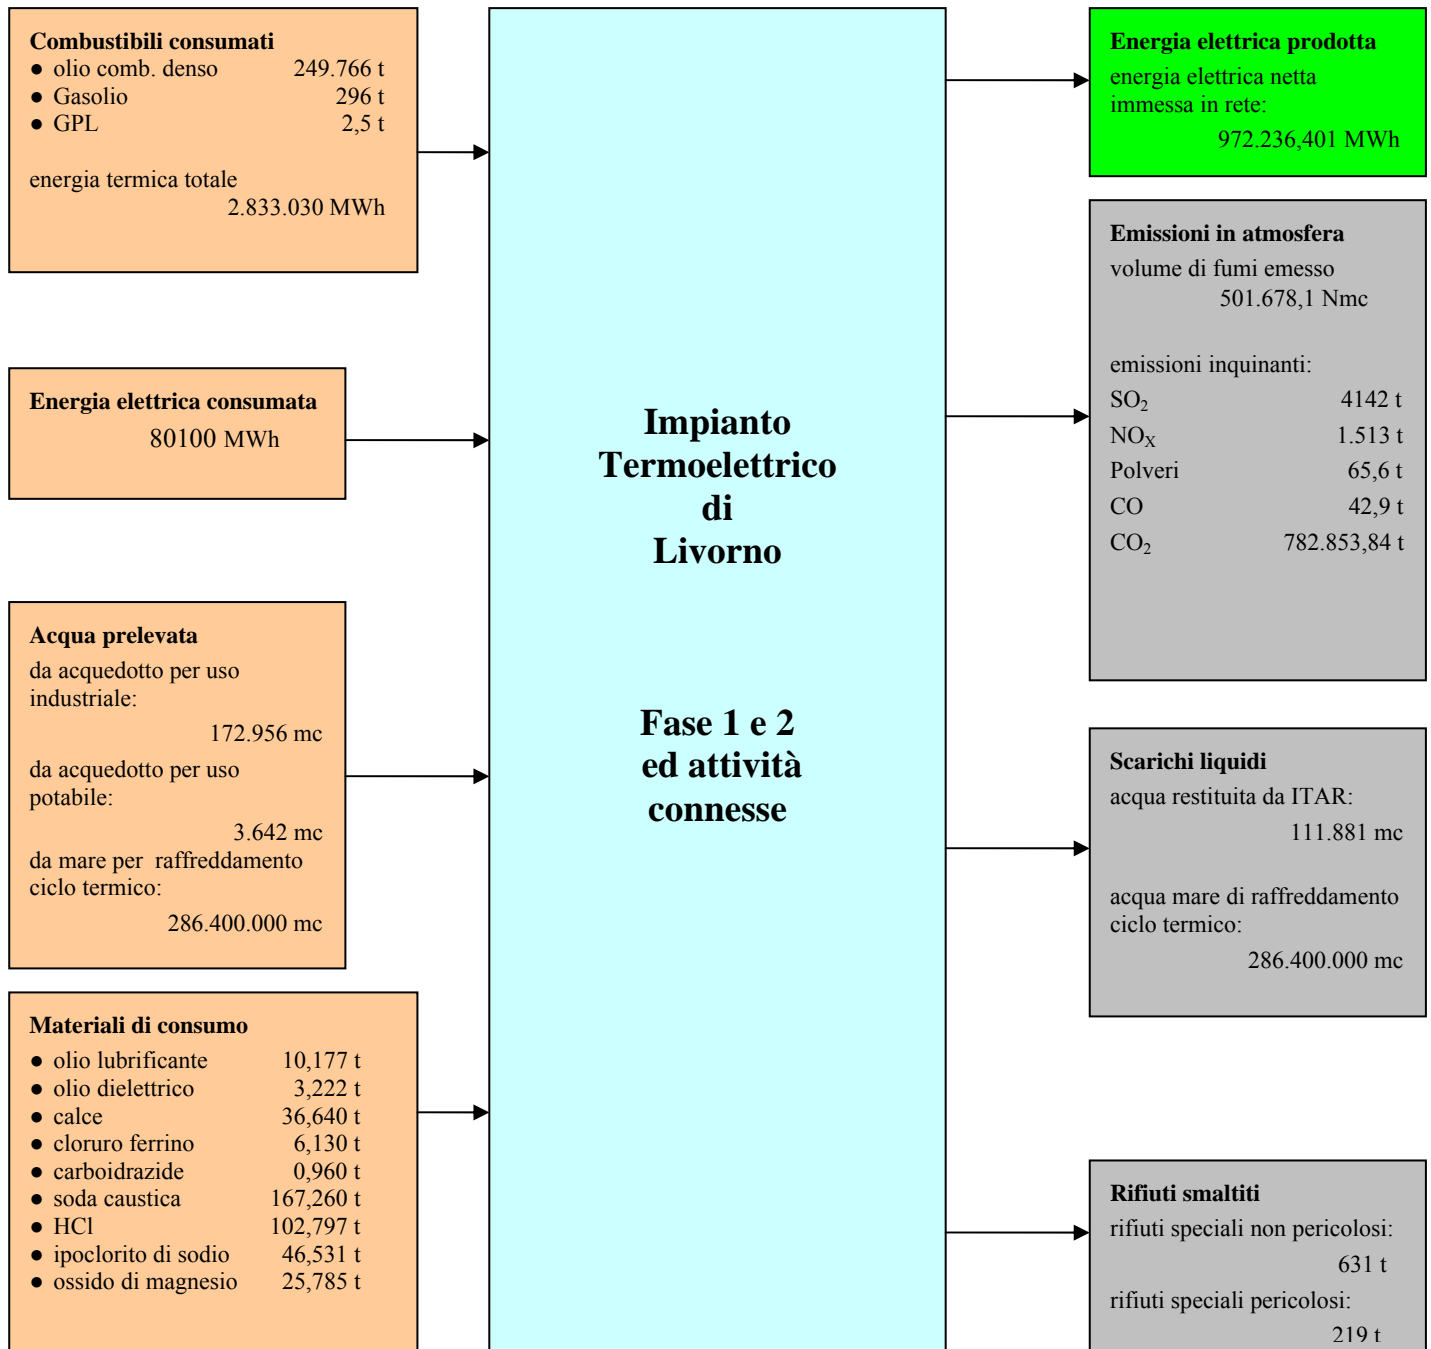 Combustibili consumati
● olio comb. denso 249.766 t
● Gasolio 296 t
● GPL 2,5 t
energia termica totale
2.833.030 MWh
Energia elettrica consumata
80100 MWh
Acqua prelevata
da acquedotto per uso
industriale:
172.956 mc
da acquedotto per uso
potabile:
3.642 mc
da mare per raffreddamento
ciclo termico:
286.400.000 mc
Materiali di consumo
● olio lubrificante 10,177 t
● olio dielettrico 3,222 t
● calce 36,640 t
● cloruro ferrino 6,130 t
● carboidrazide 0,960 t
● soda caustica 167,260 t
● HCl 102,797 t
● ipoclorito di sodio 46,531 t
● ossido di magnesio 25,785 t
Impianto
Termoelettrico
di
Livorno
Fase 1 e 2
ed attività
connesse
Energia elettrica prodotta
energia elettrica netta
immessa in rete:
972.236,401 MWh
Emissioni in atmosfera
volume di fumi emesso
501.678,1 Nmc
emissioni inquinanti:
SO₂ 4142 t
NOₓ 1.513 t
Polveri 65,6 t
CO 42,9 t
CO₂ 782.853,84 t
Scarichi liquidi
acqua restituita da ITAR:
111.881 mc
acqua mare di raffreddamento
ciclo termico:
286.400.000 mc
Rifiuti smaltiti
rifiuti speciali non pericolosi:
631 t
rifiuti speciali pericolosi:
219 t